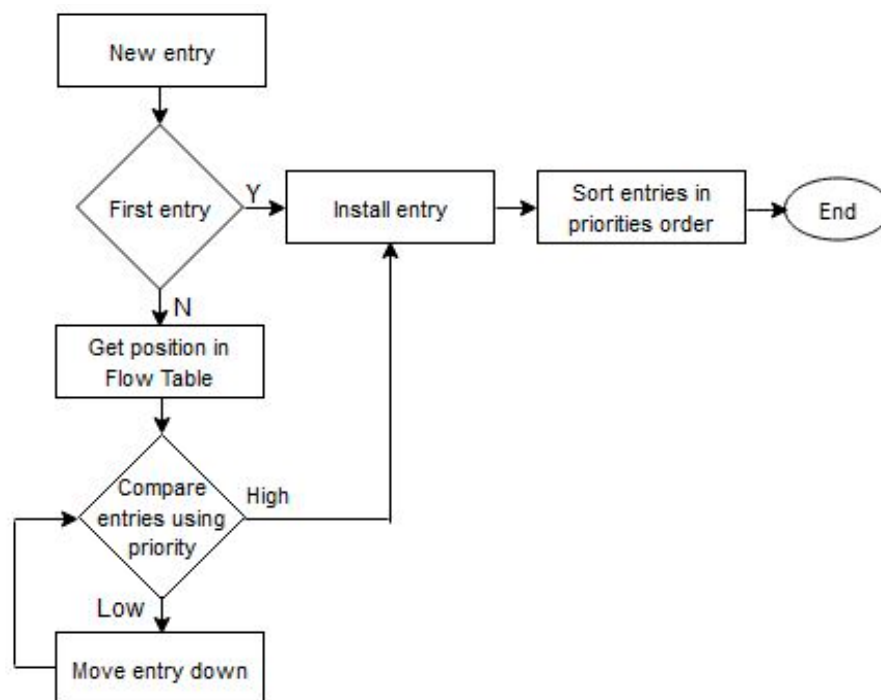 New entry
First entry
Y
Install entry
Sort entries in
priorities order
End
N
Get position in
Flow Table
Compare
entries using
priority
High
Low
Move entry down